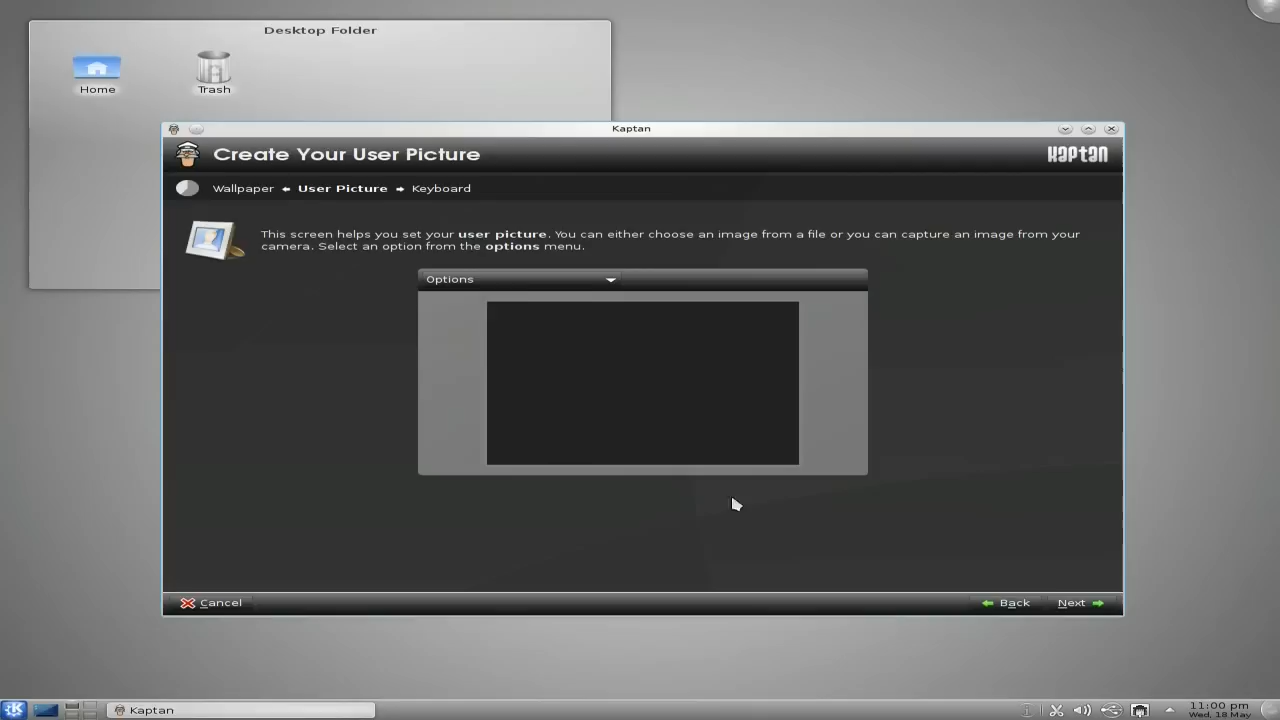 Desktop Folder
Home
Trash
Kaptan
Create Your User Picture
Kaptan
Wallpaper
User Picture
Keyboard
This screen helps you set your user picture. You can either choose an image from a file or you can capture an image from your
camera. Select an option from the options menu.
Options
Cancel
Back
Next
Kaptan
11:00 pm
Wed, 18 May